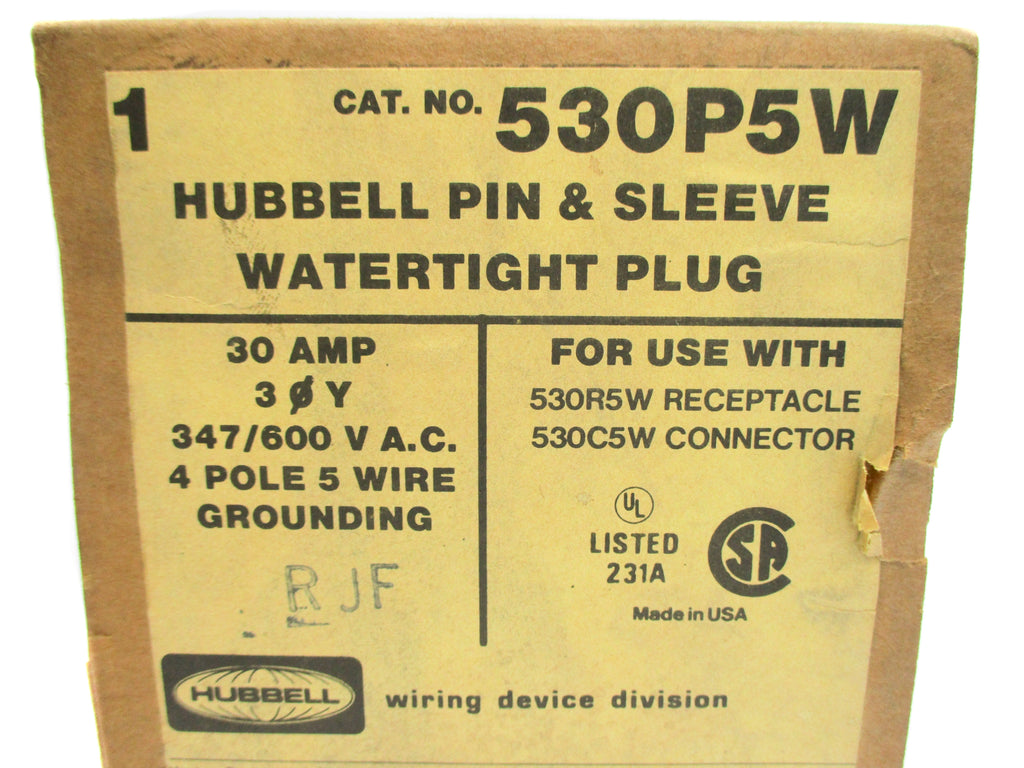 1 CAT. NO. 530P5W
HUBBELL PIN & SLEEVE
WATERTIGHT PLUG
30 AMP
3 ⌀ Y
347/600 V A.C.
4 POLE 5 WIRE
GROUNDING
RJF
FOR USE WITH
530R5W RECEPTACLE
530C5W CONNECTOR
UL
LISTED
231A
SA
Made in USA
HUBBELL
wiring device division